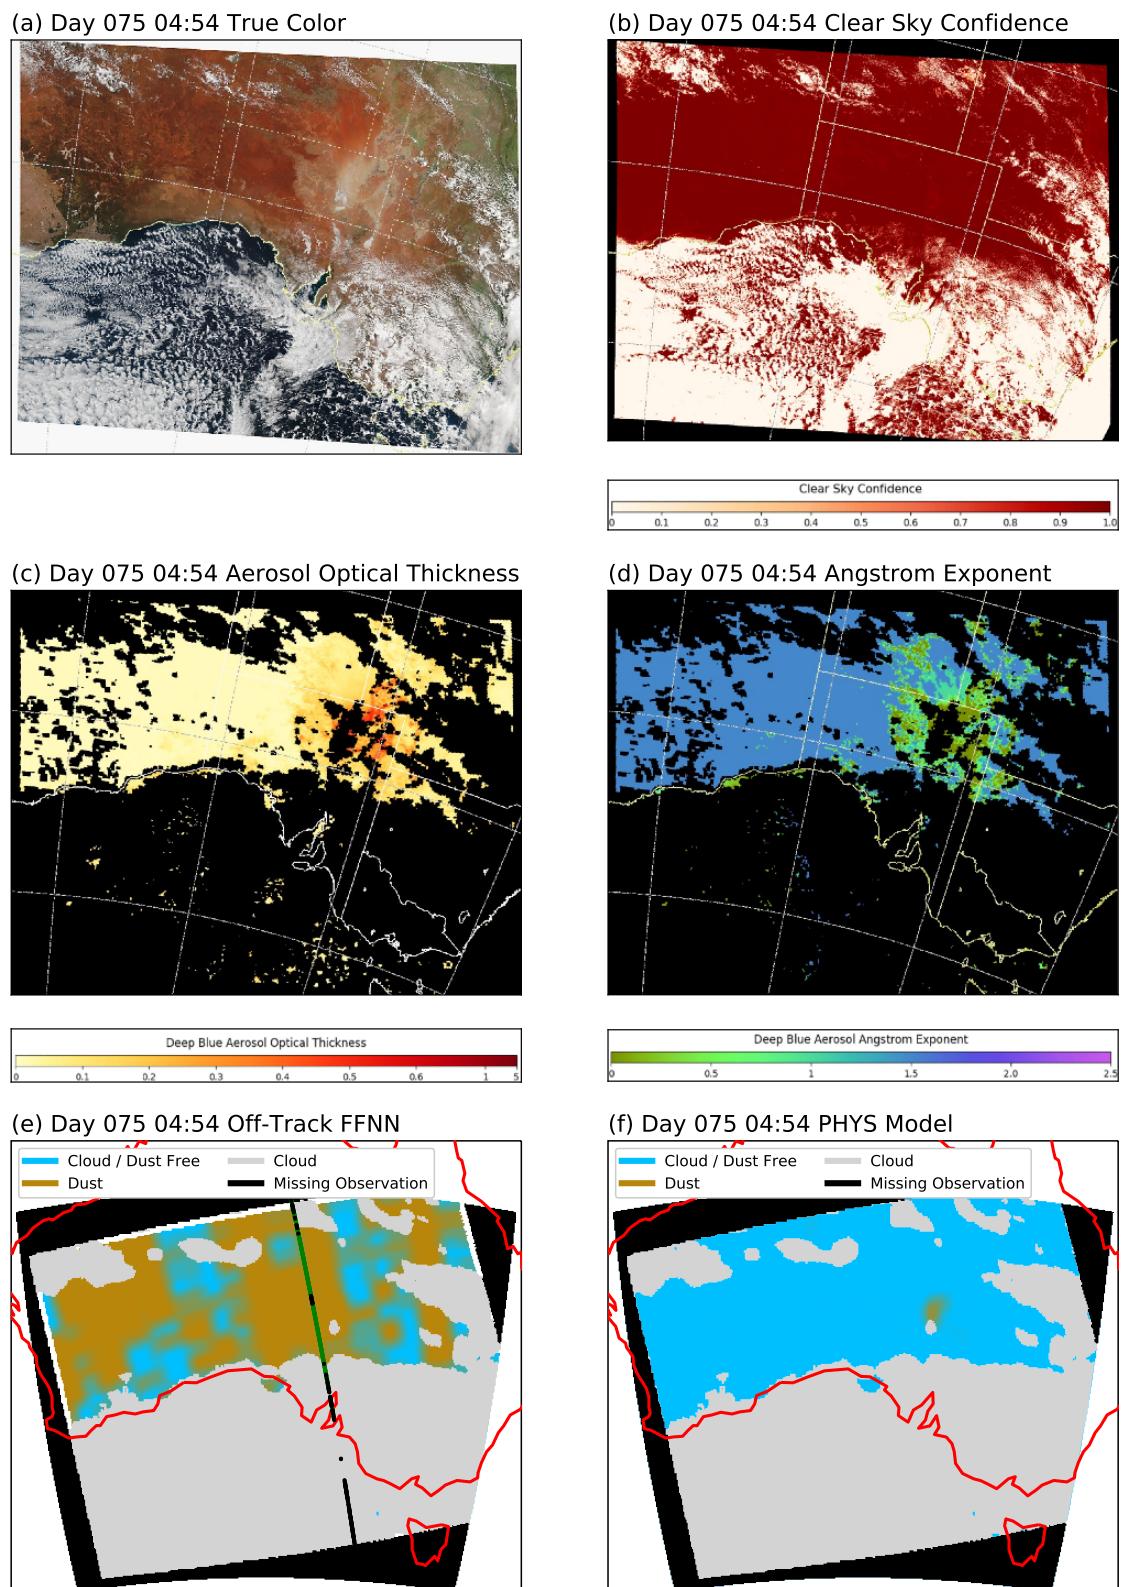 (a) Day 075 04:54 True Color
(b) Day 075 04:54 Clear Sky Confidence
Clear Sky Confidence
0 0.1 0.2 0.3 0.4 0.5 0.6 0.7 0.8 0.9 1.0
(c) Day 075 04:54 Aerosol Optical Thickness
(d) Day 075 04:54 Angstrom Exponent
Deep Blue Aerosol Optical Thickness
0 0.1 0.2 0.3 0.4 0.5 0.6 1 5
Deep Blue Aerosol Angstrom Exponent
0 0.5 1 1.5 2.0 2.5
(e) Day 075 04:54 Off-Track FFNN
Cloud / Dust Free
Dust
Cloud
Missing Observation
(f) Day 075 04:54 PHYS Model
Cloud / Dust Free
Dust
Cloud
Missing Observation